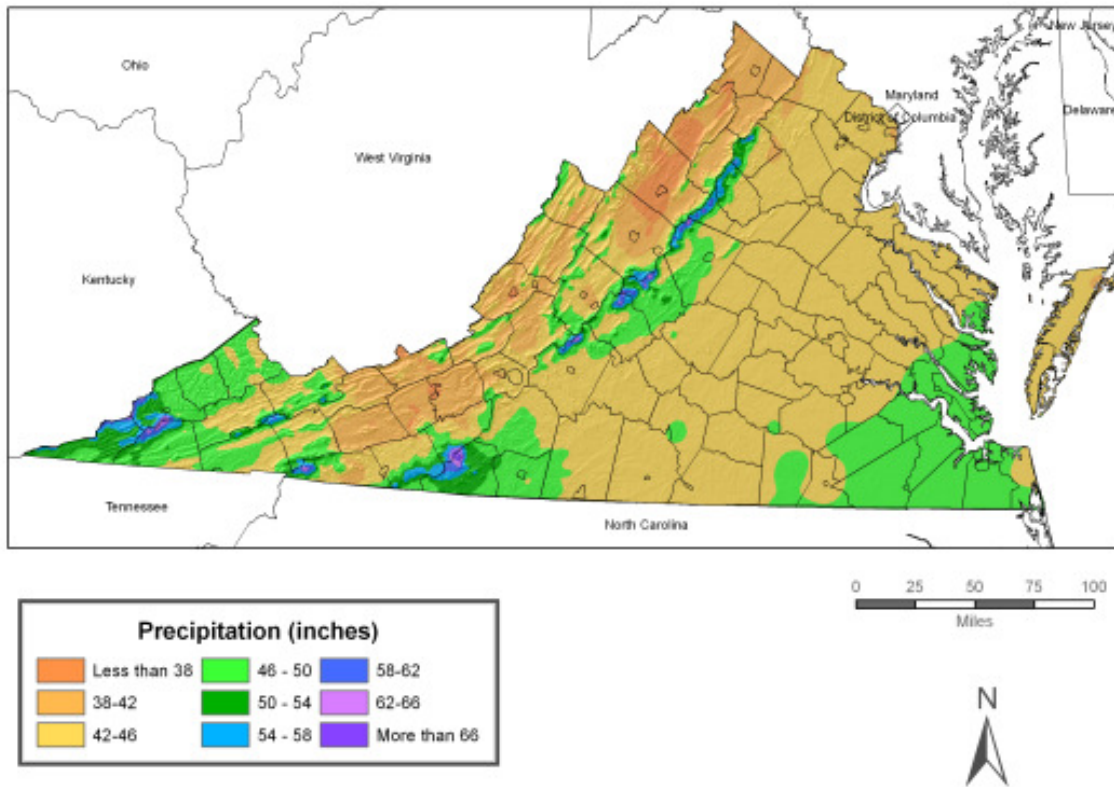 New Jersey
Ohio
Maryland
District of Columbia
Delaware
West Virginia
Kentucky
Tennessee
North Carolina
0 25 50 75 100
Miles
Precipitation (inches)
Less than 38
46 - 50
58-62
38-42
50 - 54
62-66
42-46
54 - 58
More than 66
N